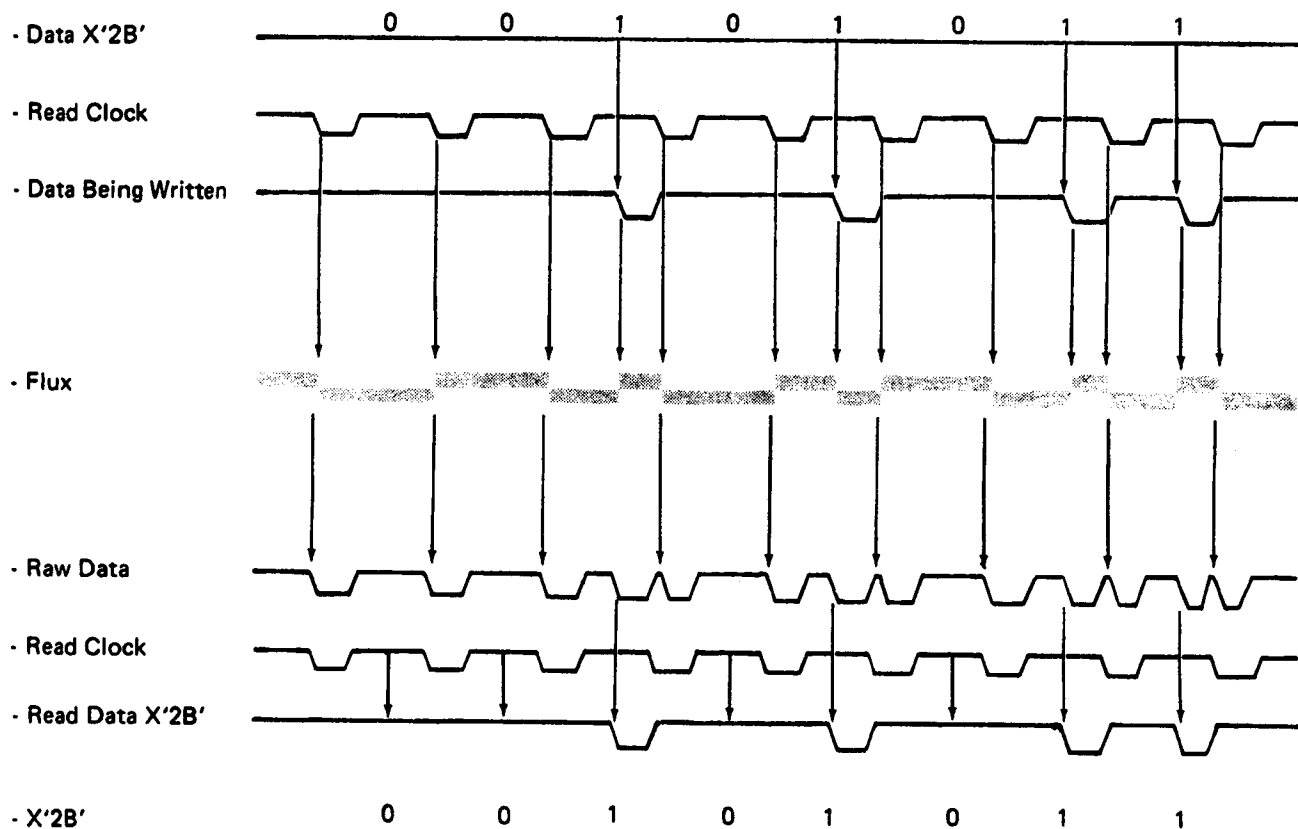 0 0 1 0 1 0 1 1
- Data X'2B'
- Read Clock
- Data Being Written
- Flux
- Raw Data
- Read Clock
- Read Data X'2B'
- X'2B' 0 0 1 0 1 0 1 1